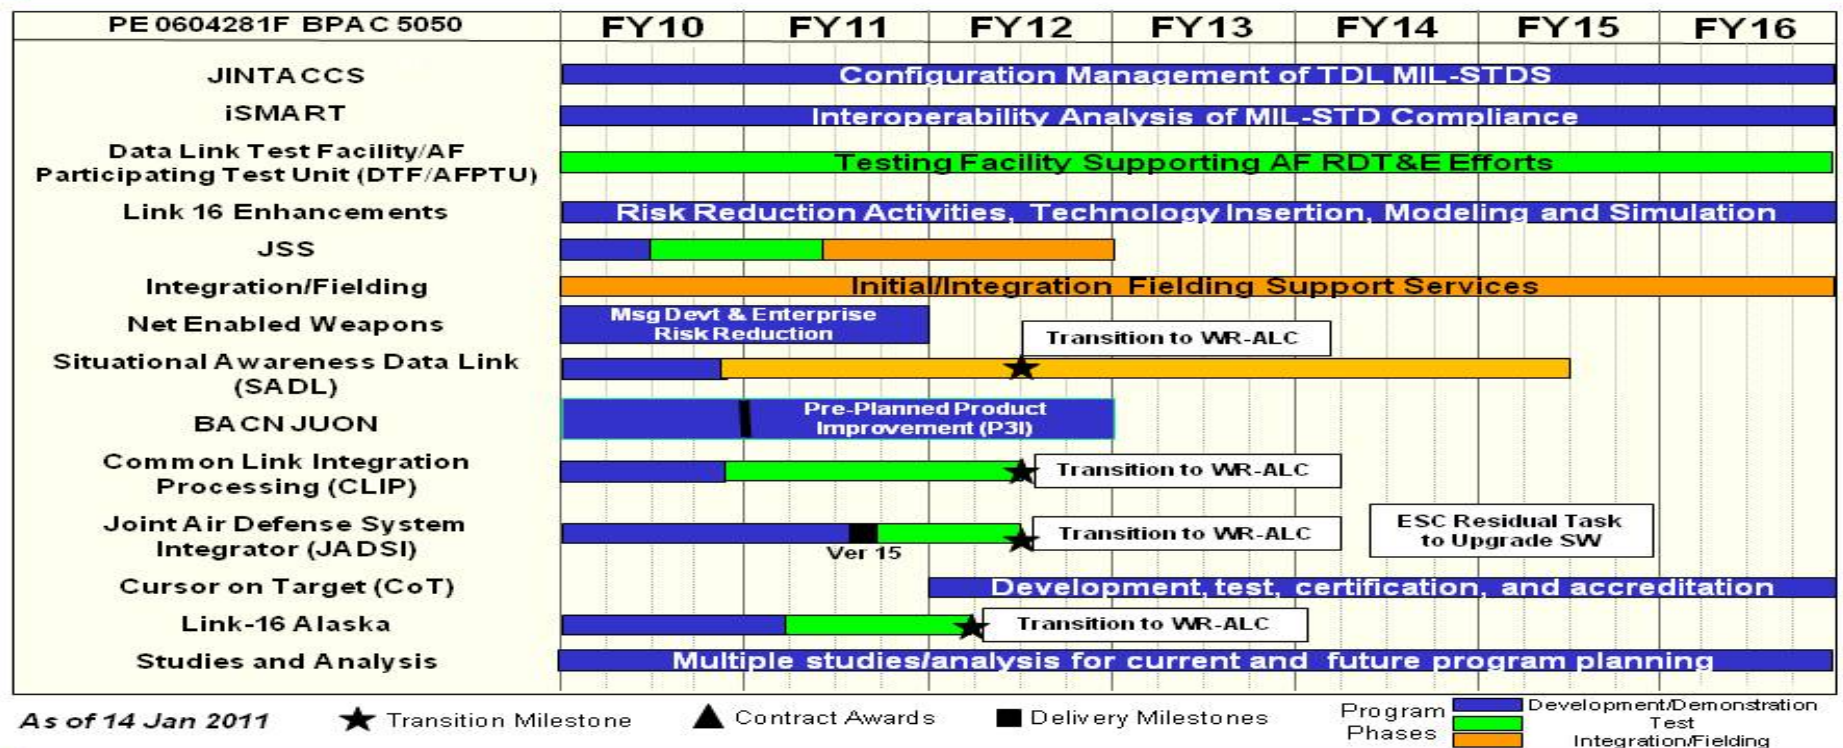 PE 0604281F BPAC 5050 FY10 FY11 FY12 FY13 FY14 FY15 FY16
JINTACCS Configuration Management of TDL MIL-STDS
iSMART Interoperability Analysis of MIL-STD Compliance
Data Link Test Facility/AF
Participating Test Unit (DTF/AFPTU)
Testing Facility Supporting AF RDT&E Efforts
Link 16 Enhancements Risk Reduction Activities, Technology Insertion, Modeling and Simulation
JSS
Integration/Fielding Initial/Integration Fielding Support Services
Net Enabled Weapons
Msg Devt & Enterprise
Risk Reduction
Transition to WR-ALC
Situational Awareness Data Link
(SADL)
BACN JUON
Pre-Planned Product
Improvement (P3I)
Common Link Integration
Processing (CLIP)
Transition to WR-ALC
Joint Air Defense System
Integrator (JADSI)
Ver 15
Transition to WR-ALC
ESC Residual Task
to Upgrade SW
Cursor on Target (CoT) Development, test, certification, and accreditation
Link-16 Alaska Transition to WR-ALC
Studies and Analysis Multiple studies/analysis for current and future program planning
As of 14 Jan 2011 Transition Milestone Contract Awards Delivery Milestones
Program
Phases
Development/Demonstration
Test
Integration/Fielding